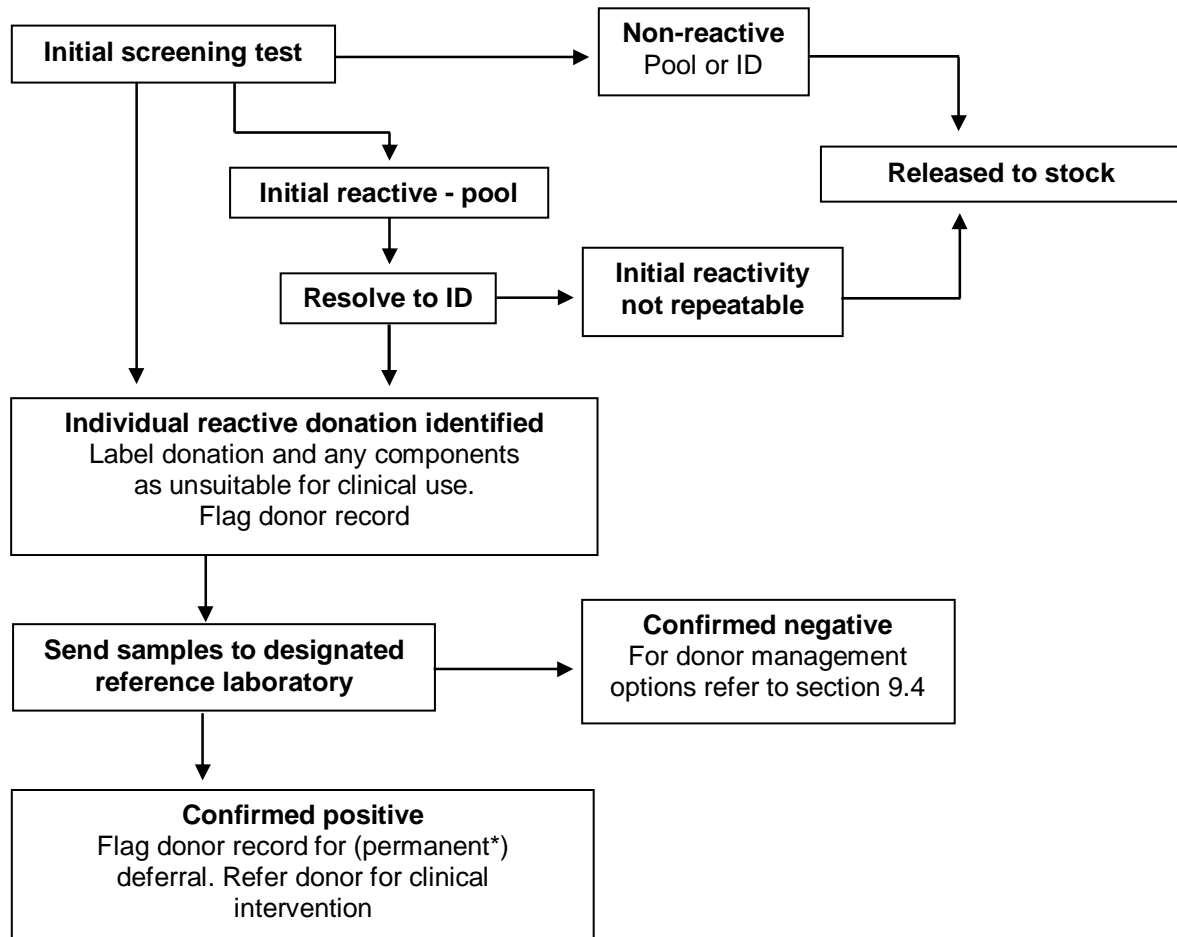 Initial screening test
Non-reactive
Pool or ID
Initial reactive - pool
Released to stock
Resolve to ID
Initial reactivity
not repeatable
Individual reactive donation identified
Label donation and any components
as unsuitable for clinical use.
Flag donor record
Send samples to designated
reference laboratory
Confirmed negative
For donor management
options refer to section 9.4
Confirmed positive
Flag donor record for (permanent*)
deferral. Refer donor for clinical
intervention